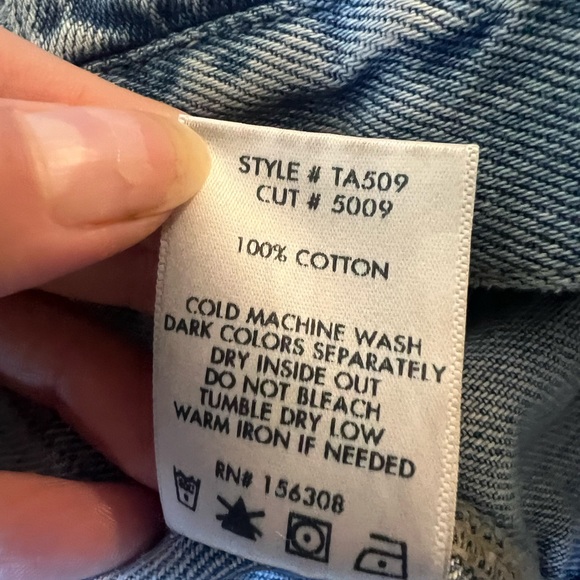 STYLE # TA509
CUT # 5009
100% COTTON
COLD MACHINE WASH
DARK COLORS SEPARATELY
DRY INSIDE OUT
DO NOT BLEACH
TUMBLE DRY LOW
WARM IRON IF NEEDED
RN# 156308